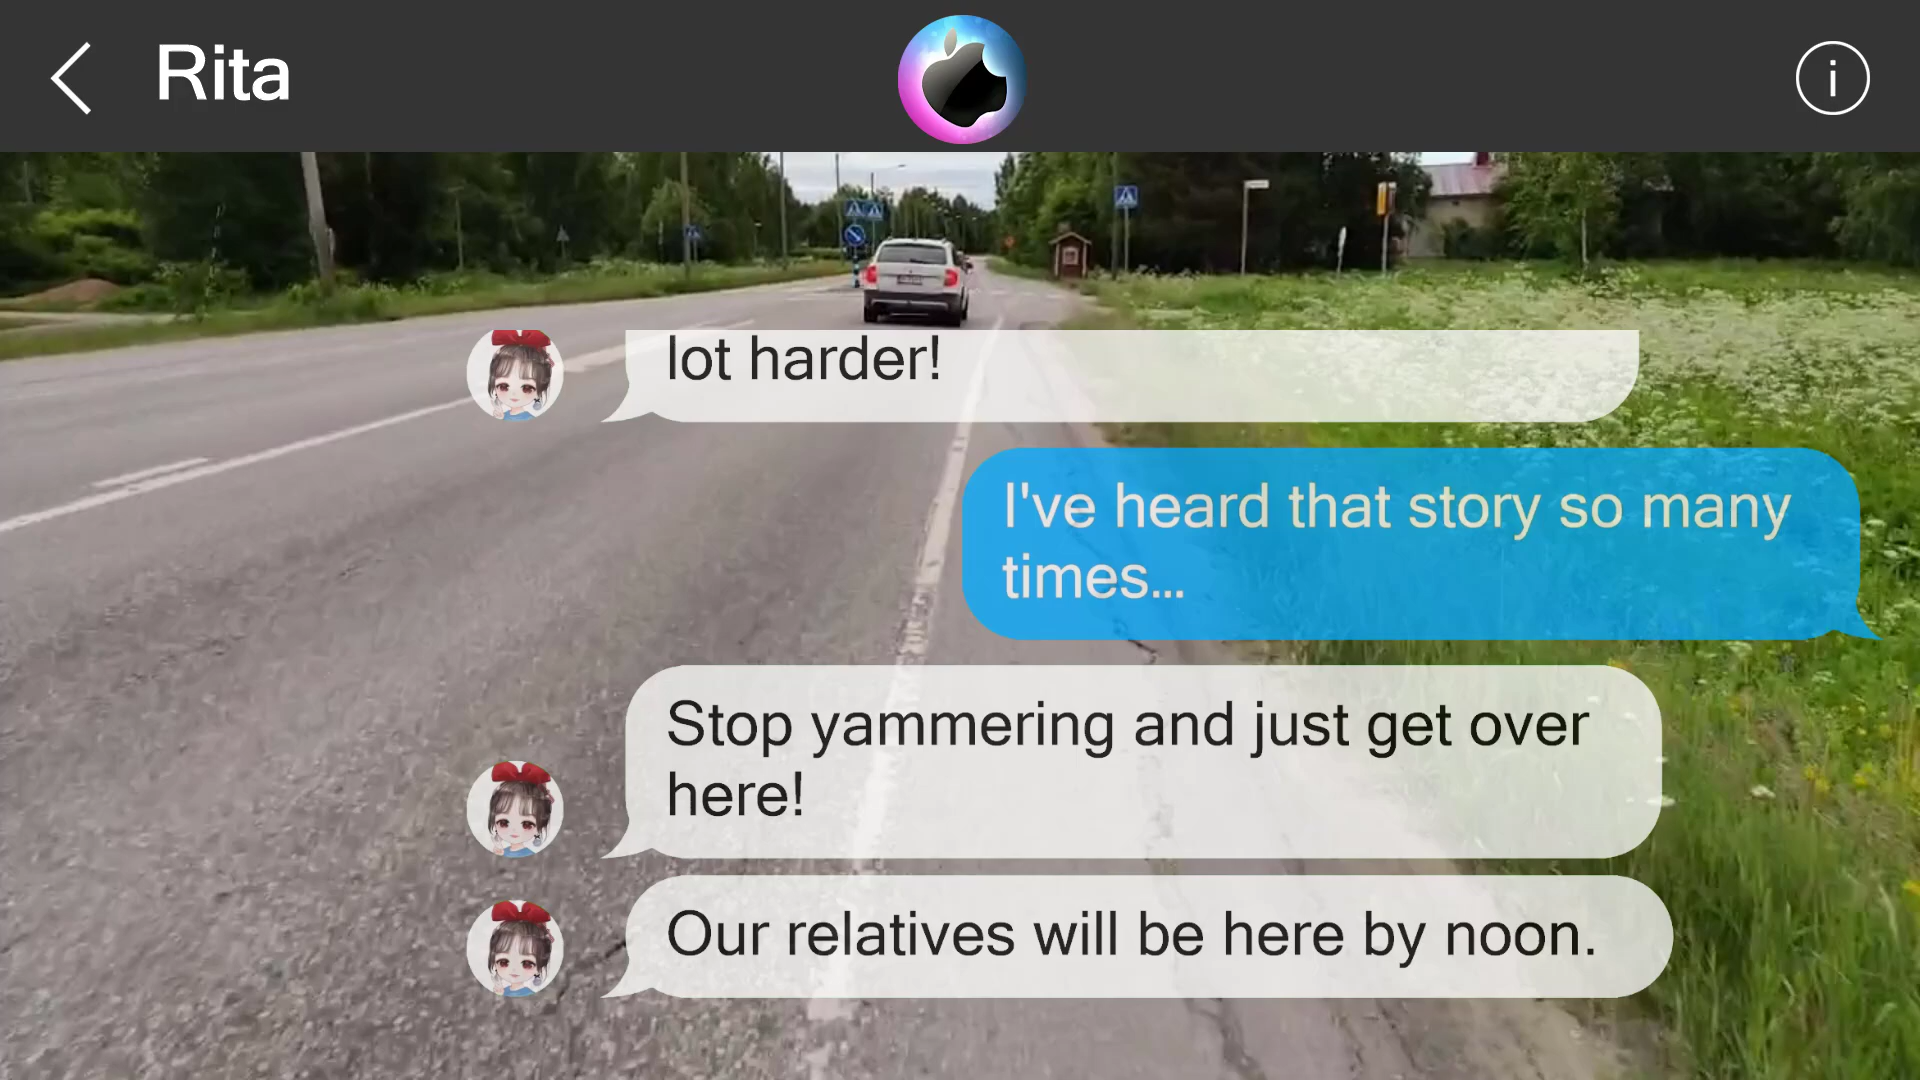 Rita
lot harder!
I've heard that story so many
times...
Stop yammering and just get over
here!
Our relatives will be here by noon.